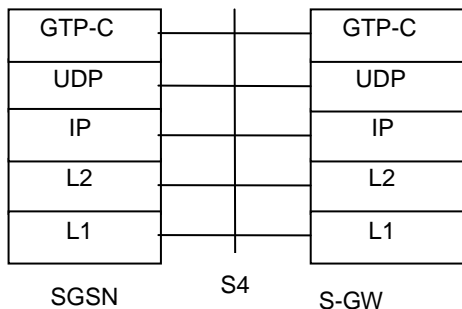 GTP-C GTP-C
UDP UDP
IP IP
L2 L2
L1 L1
SGSN S4 S-GW